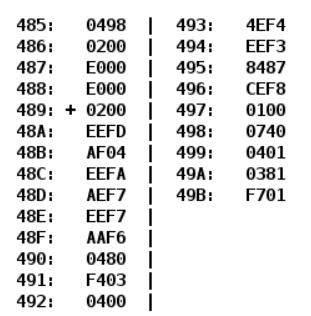 485: 0498 | 493: 4EF4
486: 0200 | 494: EEF3
487: E000 | 495: 8487
488: E000 | 496: CEF8
489: + 0200 | 497: 0100
48A: EEFD | 498: 0740
48B: AF04 | 499: 0401
48C: EEFA | 49A: 0381
48D: AEF7 | 49B: F701
48E: EEF7 |
48F: AAF6 |
490: 0480 |
491: F403 |
492: 0400 |